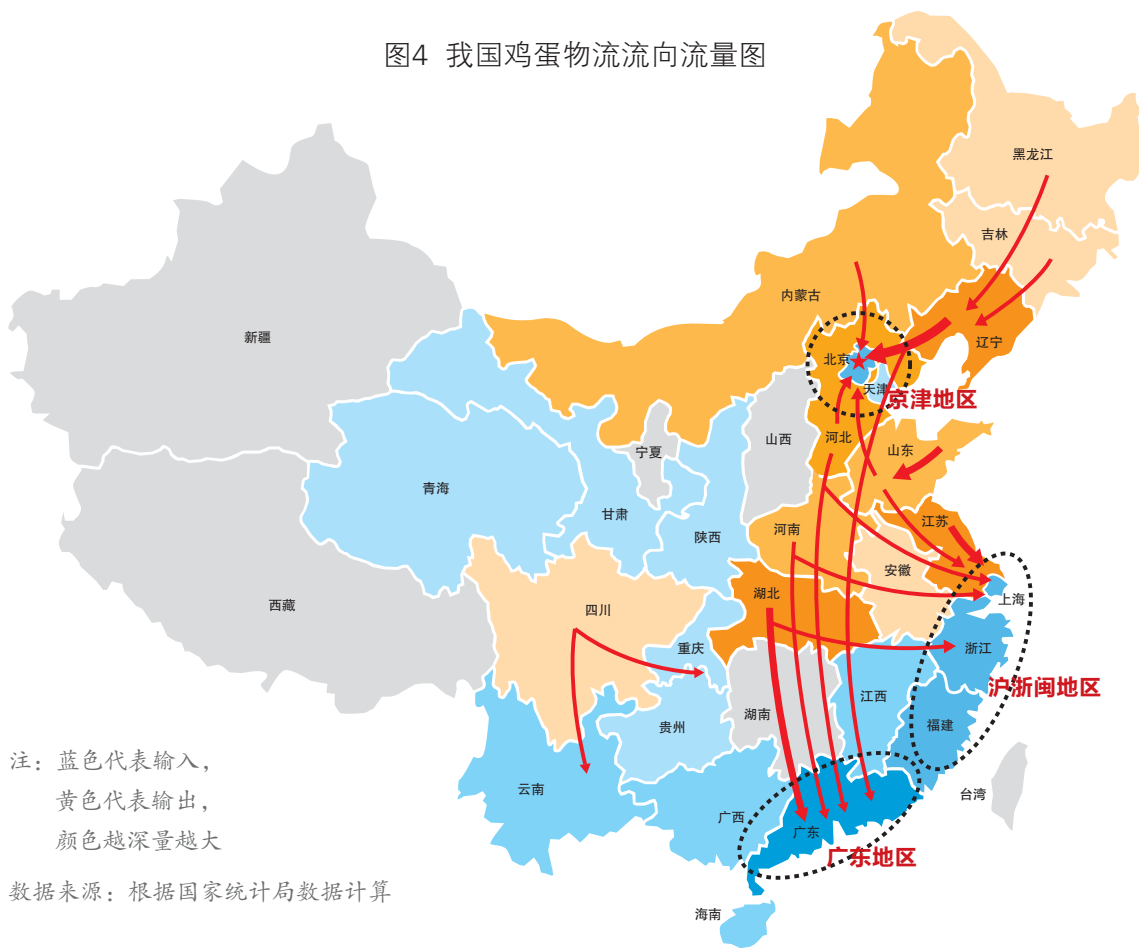 图4 我国鸡蛋物流流向流量图
黑龙江
吉林
内蒙古
新疆
辽宁
北京
天津
京津地区
河北
山西
山东
宁夏
青海
甘肃
陕西
河南
江苏
安徽
湖北
上海
西藏
四川
重庆
浙江
沪浙闽地区
江西
湖南
贵州
福建
云南
广西
台湾
广东
广东地区
海南
注：蓝色代表输入，
黄色代表输出，
颜色越深量越大
数据来源：根据国家统计局数据计算